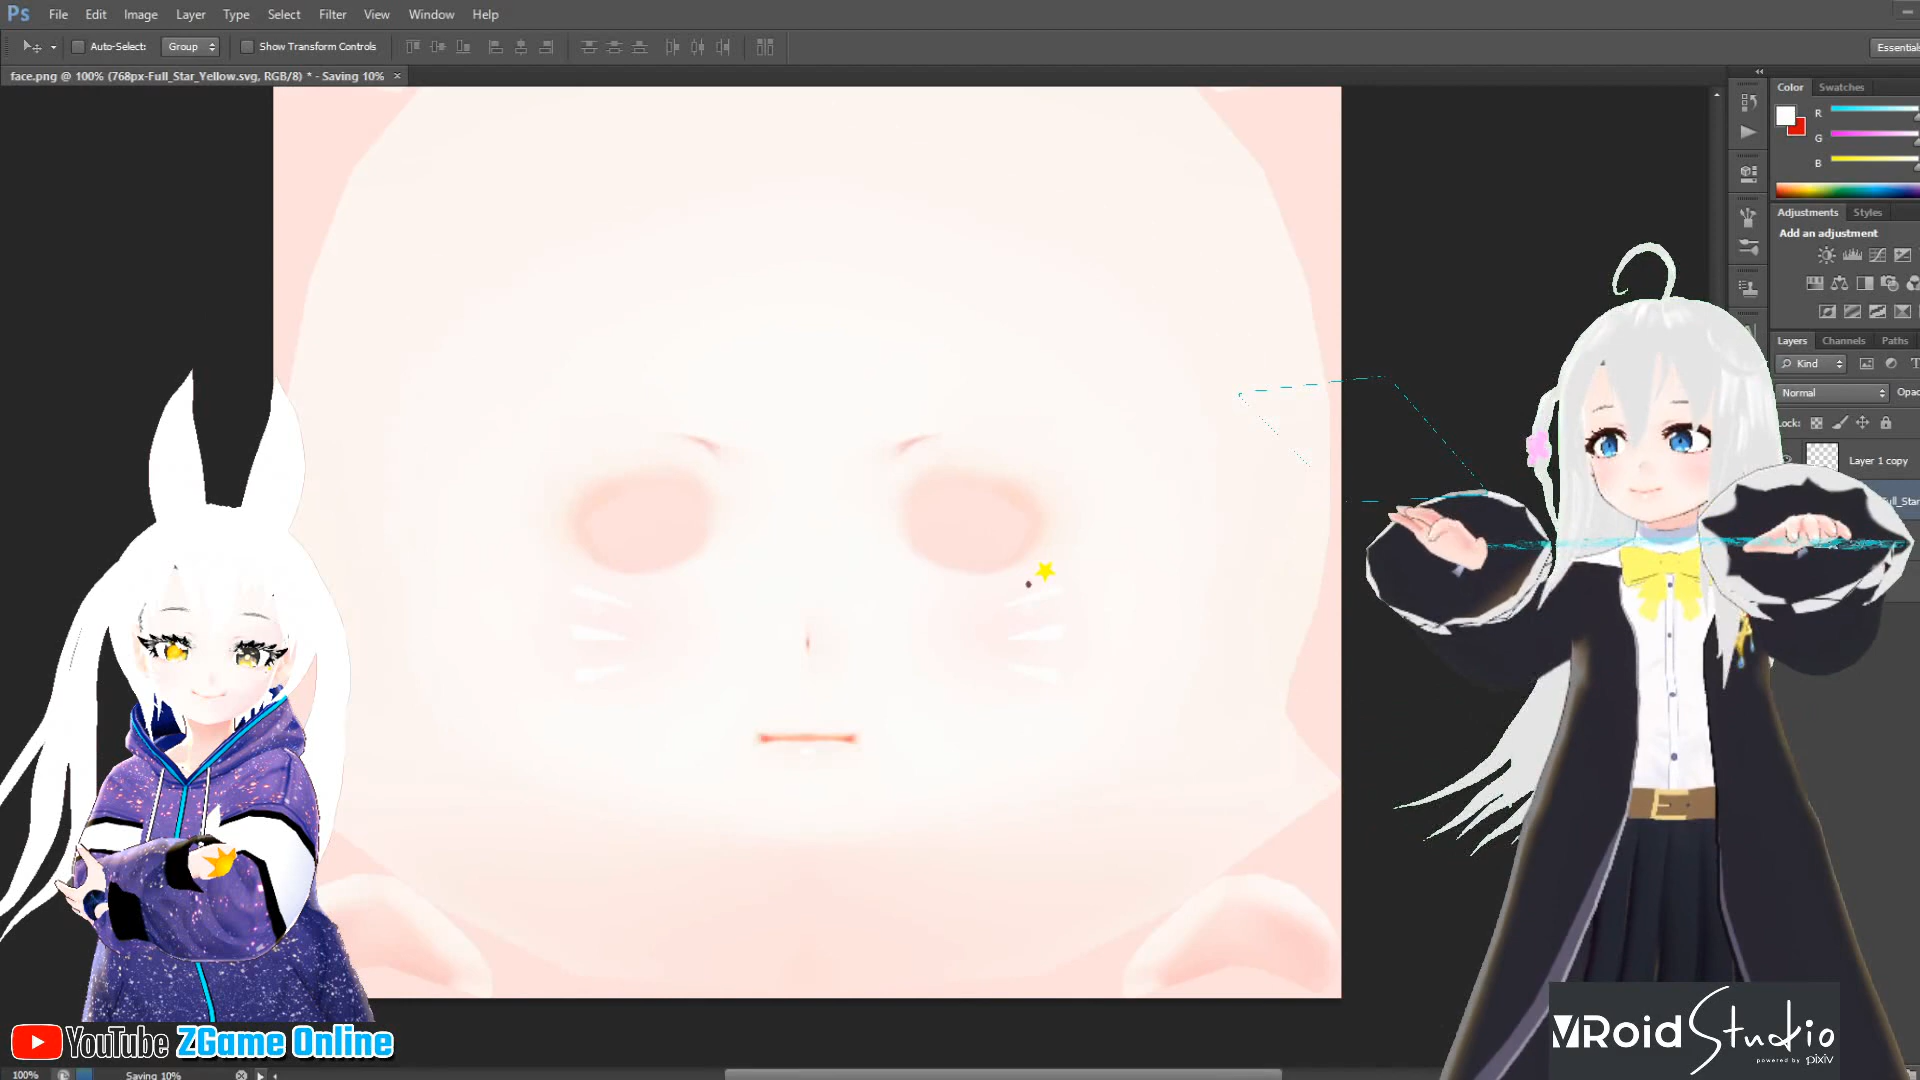 Ps File Edit Image Layer Type Select Filter View Window Help
Auto-Select: Group Show Transform Controls Essentials
face.png @ 100% (768px-Full_Star_Yellow.svg, RGB/8) * - Saving 10% ×
Color Swatches
R
G
B
Adjustments Styles
Add an adjustment
Layers Channels Paths
Kind
Normal Opac
Lock:
Layer 1 copy
Full_Star
YouTube ZGame Online
VRoid Studio
powered by pixiv
100% Saving 10%